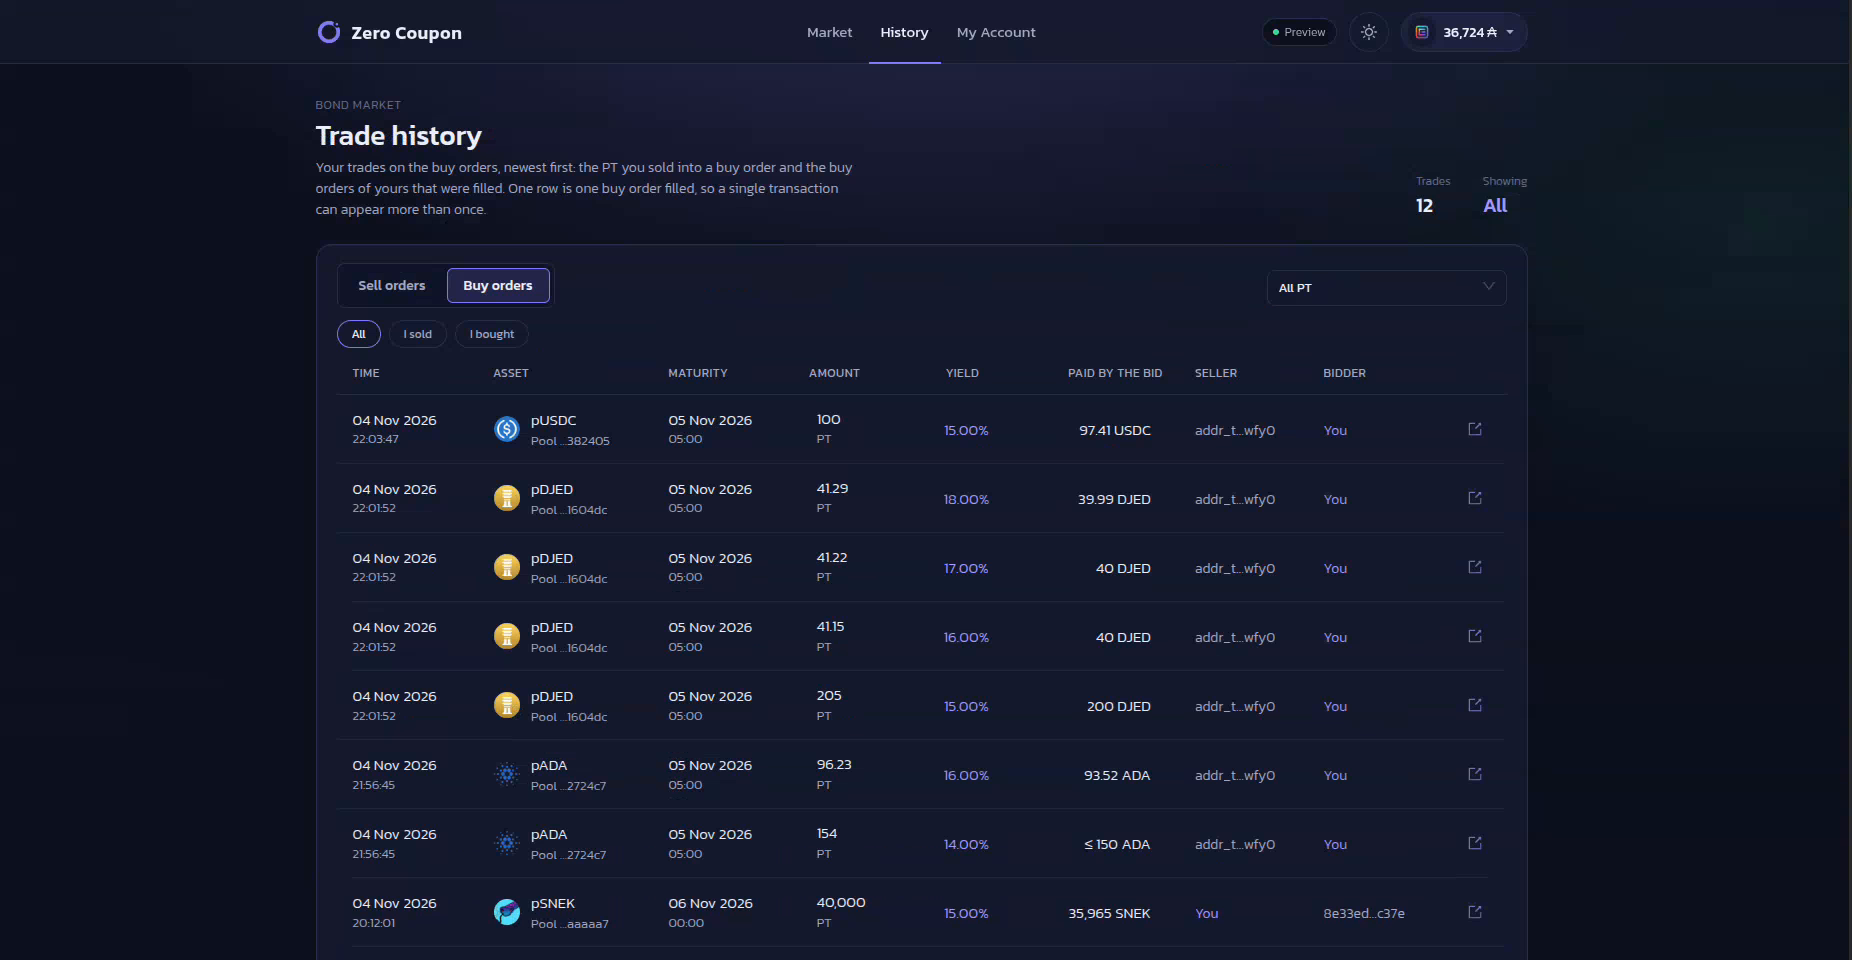 Zero Coupon
Market
History
My Account
Preview
36,724 ₳
BOND MARKET
Trade history
Your trades on the buy orders, newest first: the PT you sold into a buy order and the buy
orders of yours that were filled. One row is one buy order filled, so a single transaction
can appear more than once.
Trades
Showing
12
All
Sell orders
Buy orders
All PT
All
I sold
I bought
TIME ASSET MATURITY AMOUNT YIELD PAID BY THE BID SELLER BIDDER
04 Nov 2026 pUSDC 05 Nov 2026 100
15.00% 97.41 USDC addr_t...wfy0 You
22:03:47 Pool ...382405 05:00 PT
04 Nov 2026 pDJED 05 Nov 2026 41.29
18.00% 39.99 DJED addr_t...wfy0 You
22:01:52 Pool ...1604dc 05:00 PT
04 Nov 2026 pDJED 05 Nov 2026 41.22
17.00% 40 DJED addr_t...wfy0 You
22:01:52 Pool ...1604dc 05:00 PT
04 Nov 2026 pDJED 05 Nov 2026 41.15
16.00% 40 DJED addr_t...wfy0 You
22:01:52 Pool ...1604dc 05:00 PT
04 Nov 2026 pDJED 05 Nov 2026 205
15.00% 200 DJED addr_t...wfy0 You
22:01:52 Pool ...1604dc 05:00 PT
04 Nov 2026 pADA 05 Nov 2026 96.23
16.00% 93.52 ADA addr_t...wfy0 You
21:56:45 Pool ...2724c7 05:00 PT
04 Nov 2026 pADA 05 Nov 2026 154
14.00% ≤ 150 ADA addr_t...wfy0 You
21:56:45 Pool ...2724c7 05:00 PT
04 Nov 2026 pSNEK 06 Nov 2026 40,000
15.00% 35,965 SNEK You 8e33ed...c37e
20:12:01 Pool ...aaaaa7 00:00 PT